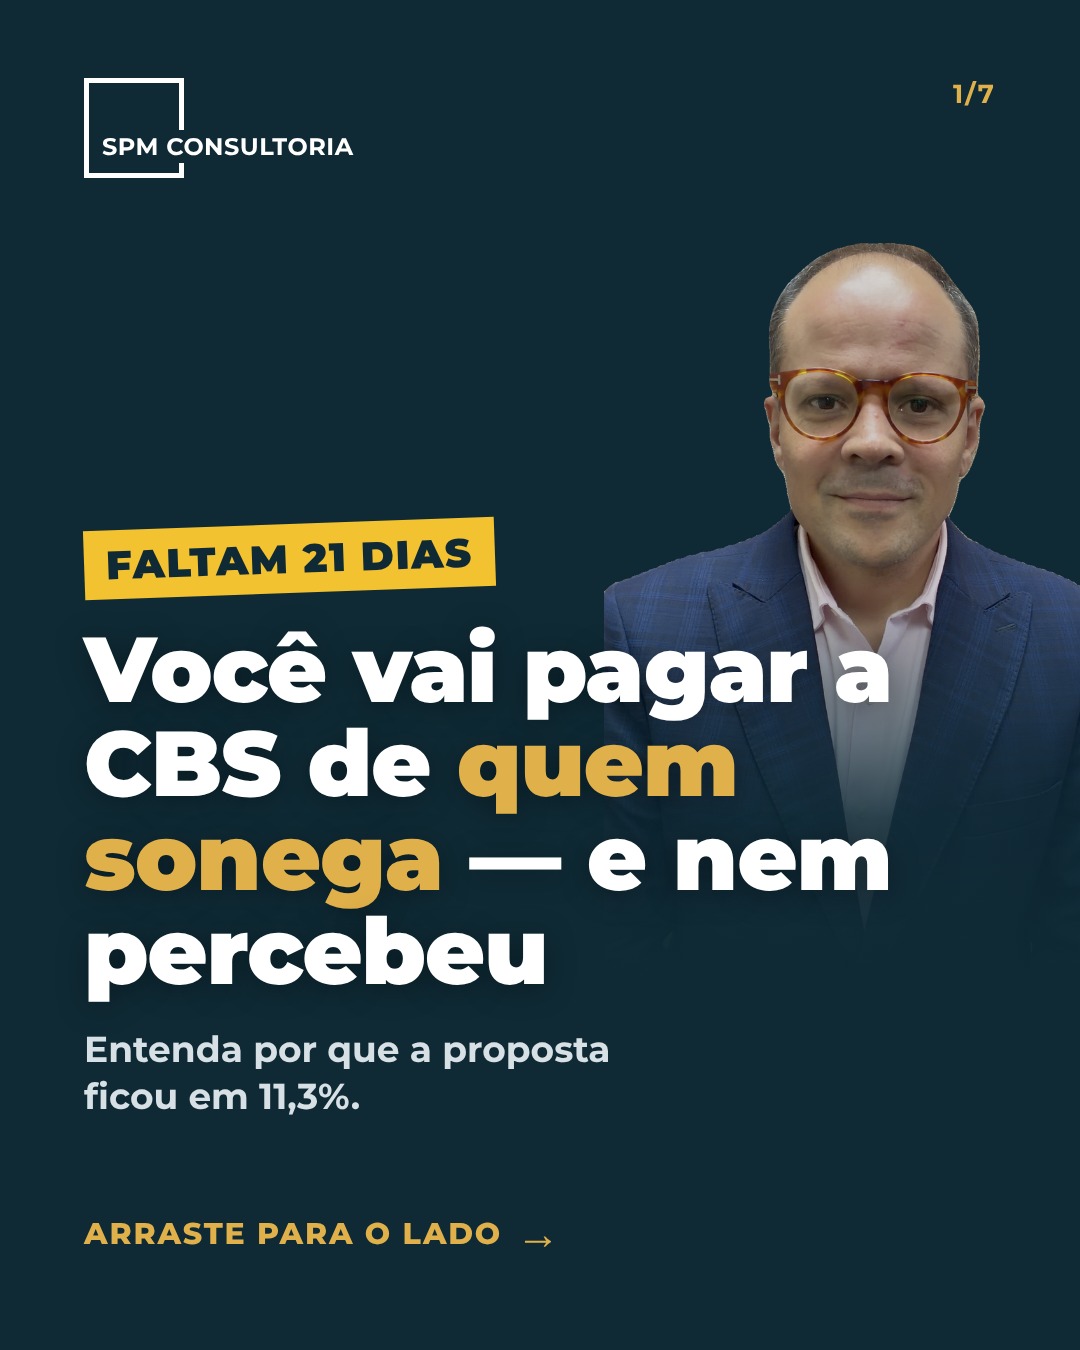 SPM CONSULTORIA
1/7
FALTAM 21 DIAS
Você vai pagar a
CBS de quem
sonega — e nem
percebeu
Entenda por que a proposta
ficou em 11,3%.
ARRASTE PARA O LADO →